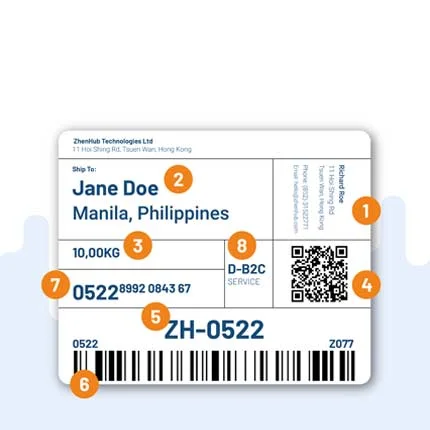 ZhenHub Technologies Ltd
11 Hoi Shing Rd, Tsuen Wan, Hong Kong
Ship To:
Jane Doe
2
Manila, Philippines
Richard Roe
11 Hoi Shing Rd
Tsuen Wan, Hong Kong
Phone: (852) 31522771
Email: hello@zhenhub.com
1
10,00KG
3
8
D-B2C
SERVICE
4
7
0522 8992 0843 67
5
ZH-0522
0522
Z077
6